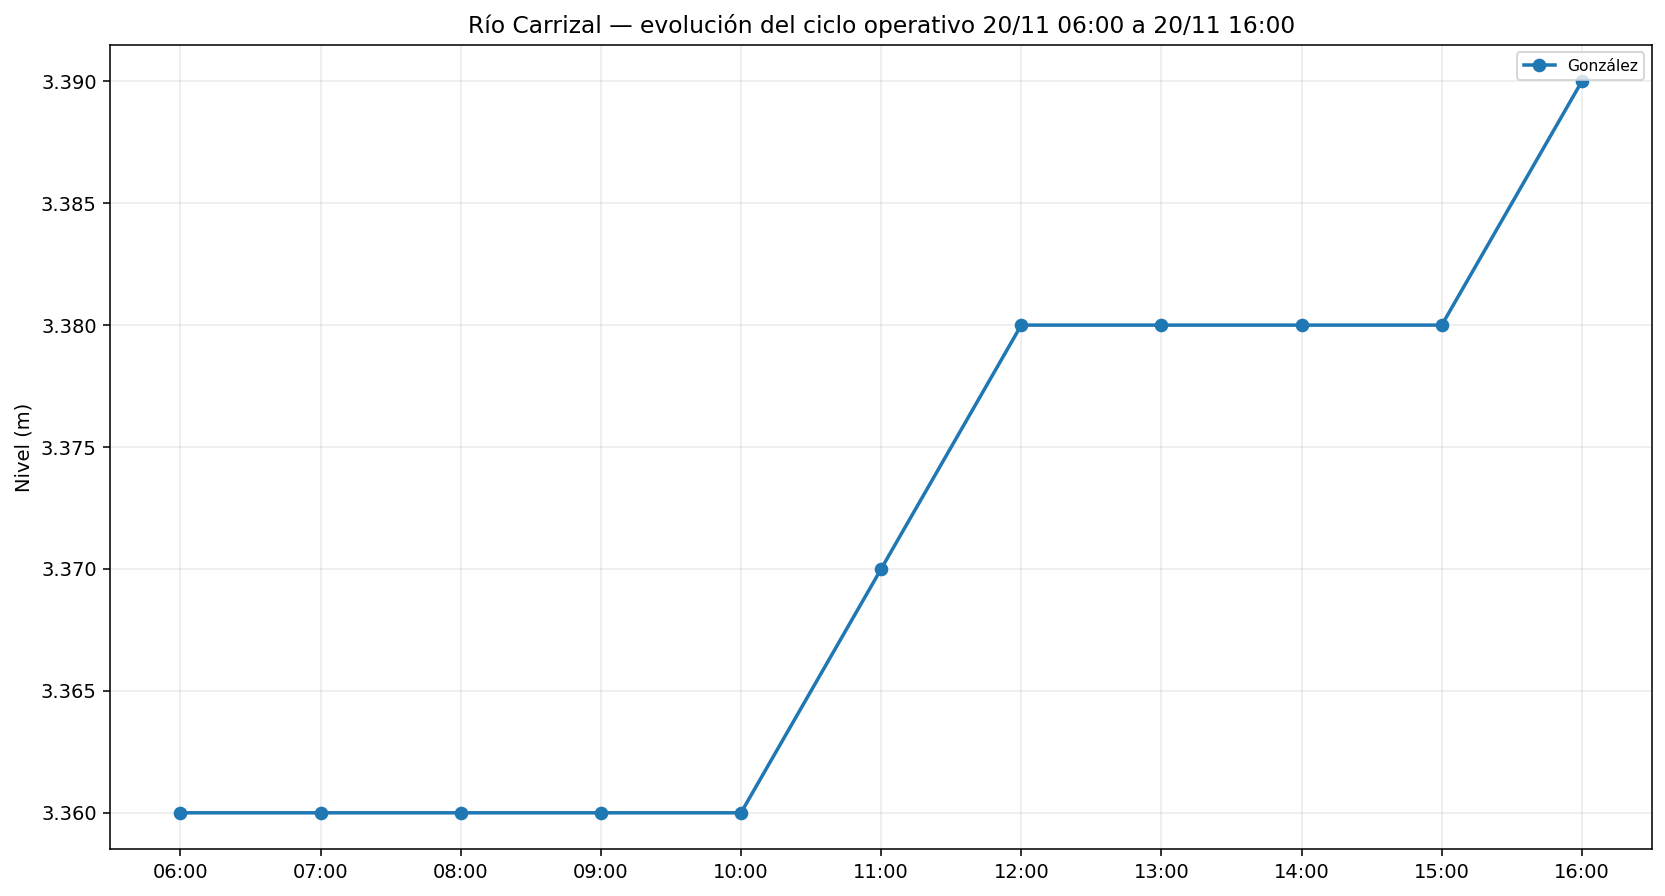 Río Carrizal — evolución del ciclo operativo 20/11 06:00 a 20/11 16:00
González
Nivel (m)
3.390
3.385
3.380
3.375
3.370
3.365
3.360
06:00 07:00 08:00 09:00 10:00 11:00 12:00 13:00 14:00 15:00 16:00